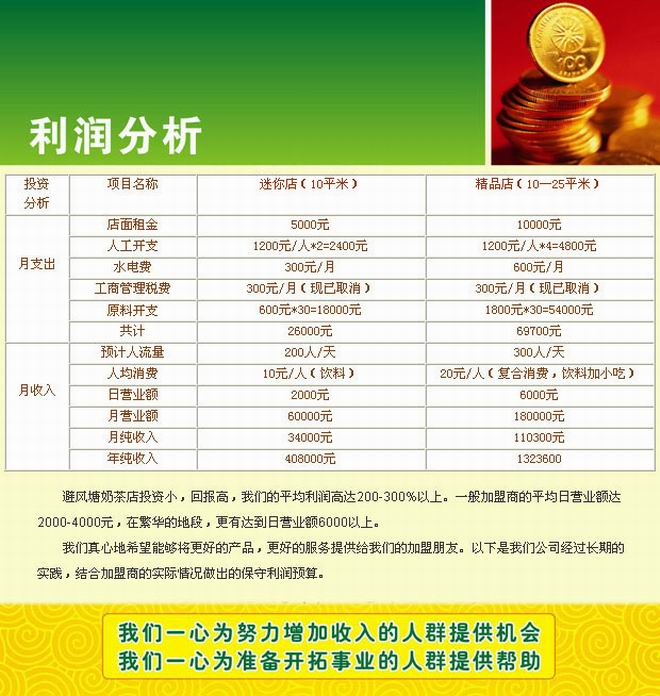 利润分析
投资分析 项目名称 迷你店（10平米） 精品店（10—25平米）
月支出
店面租金 5000元 10000元
人工开支 1200元/人*2=2400元 1200元/人*4=4800元
水电费 300元/月 600元/月
工商管理税费 300元/月（现已取消） 300元/月（现已取消）
原料开支 600元*30=18000元 1800元*30=54000元
共计 26000元 69700元
月收入
预计人流量 200人/天 300人/天
人均消费 10元/人（饮料） 20元/人（复合消费，饮料加小吃）
日营业额 2000元 6000元
月营业额 60000元 180000元
月纯收入 34000元 110300元
年纯收入 408000元 1323600
避风塘奶茶店投资小，回报高，我们的平均利润高达200-300%以上。一般加盟商的平均日营业额达
2000-4000元，在繁华的地段，更有达到日营业额6000以上。
我们真心地希望能够将更好的产品，更好的服务提供给我们的加盟朋友。以下是我们公司经过长期的
实践，结合加盟商的实际情况做出的保守利润预算。
我们一心为努力增加收入的人群提供机会
我们一心为准备开拓事业的人群提供帮助